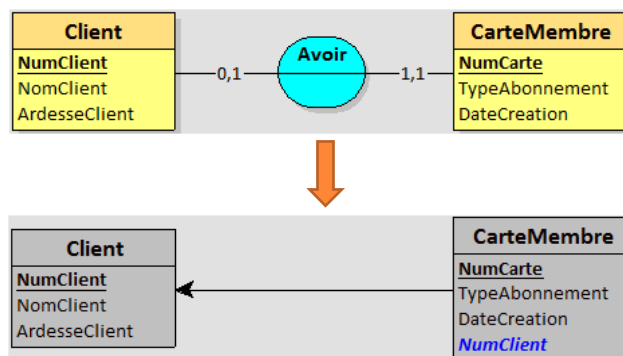 Client
NumClient
NomClient
ArdesseClient
0,1
Avoir
1,1
CarteMembre
NumCarte
TypeAbonnement
DateCreation
Client
NumClient
NomClient
ArdesseClient
CarteMembre
NumCarte
TypeAbonnement
DateCreation
NumClient